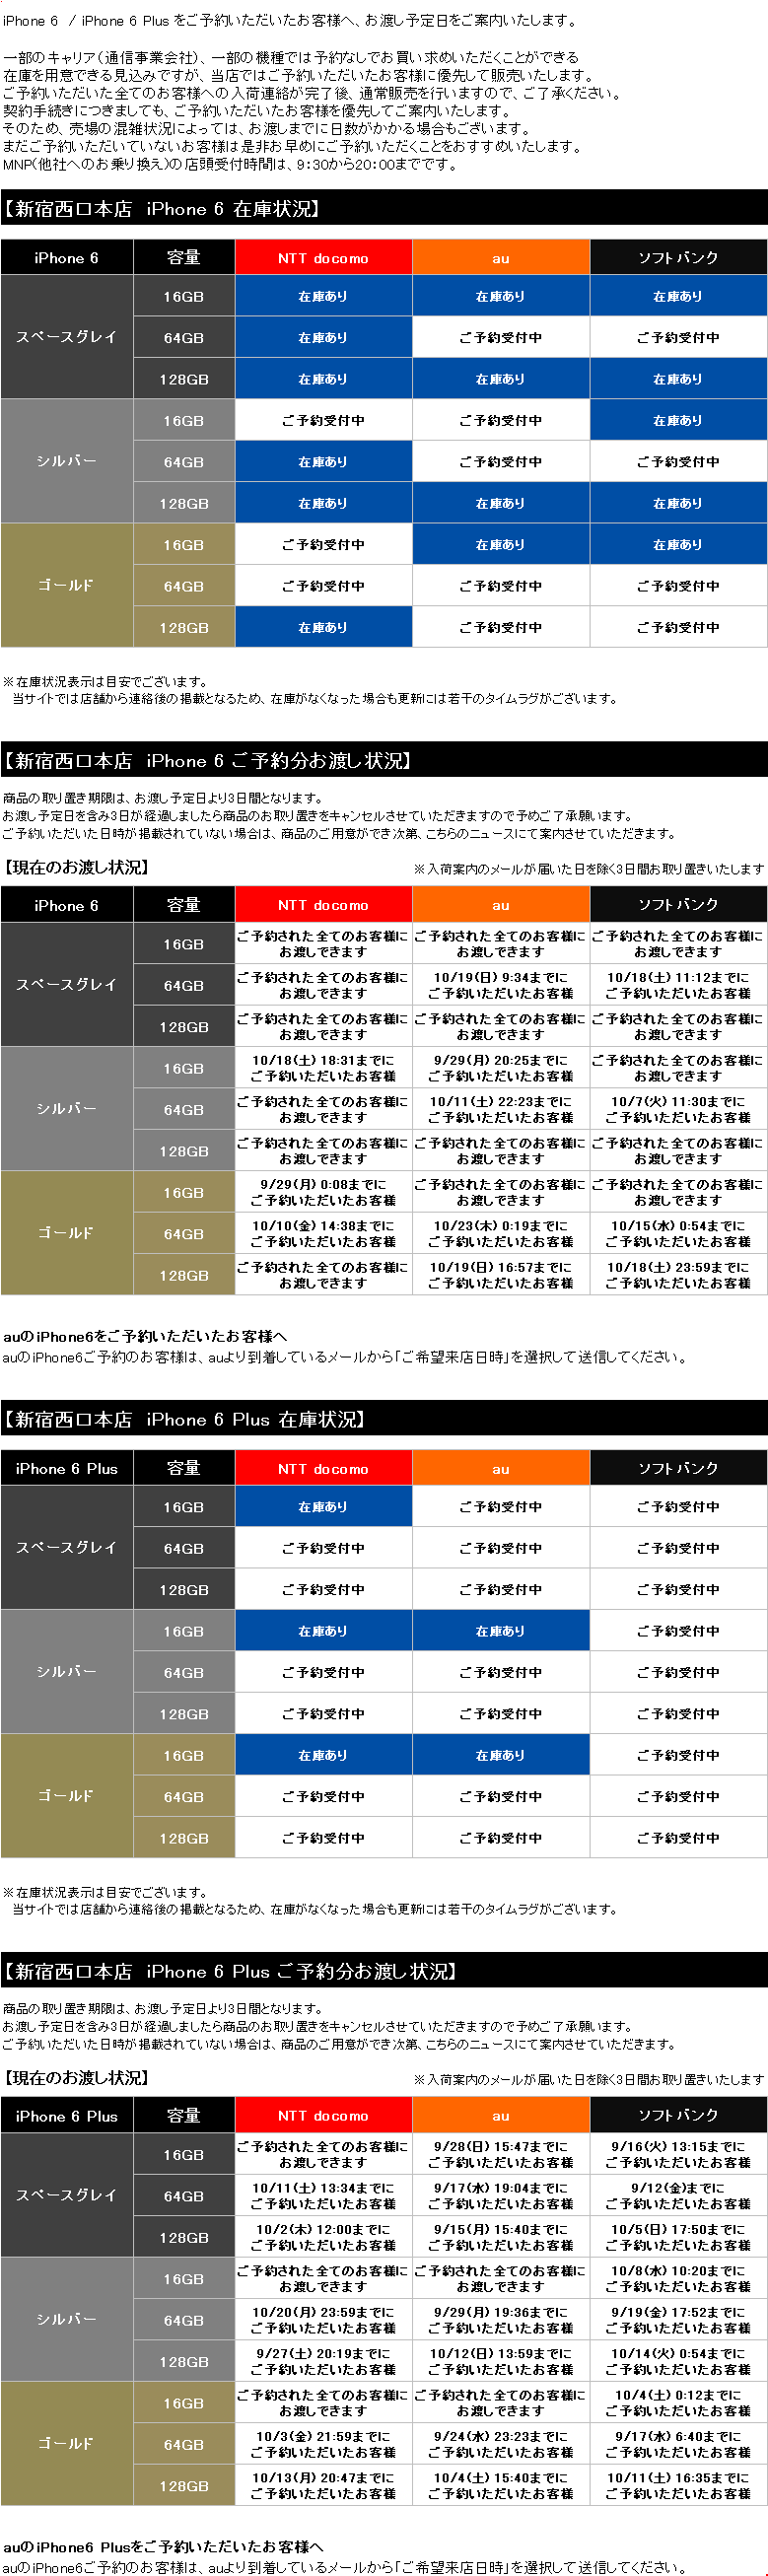 iPhone 6 / iPhone 6 Plus をご予約いただいたお客様へ、お渡し予定日をご案内いたします。
一部のキャリア（通信事業会社）、一部の機種では予約なしでお買い求めいただくことができる
在庫を用意できる見込みですが、当店ではご予約いただいたお客様に優先して販売いたします。
ご予約いただいた全てのお客様への入荷連絡が完了後、通常販売を行いますので、ご了承ください。
契約手続きにつきましても、ご予約いただいたお客様を優先してご案内いたします。
そのため、売場の混雑状況によっては、お渡しまでに日数がかかる場合もございます。
まだご予約いただいていないお客様は是非お早めにご予約いただくことをおすすめいたします。
MNP(他社へのお乗り換え)の店頭受付時間は、9:30から20:00までです。
【新宿西口本店 iPhone 6 在庫状況】
iPhone 6 容量 NTT docomo au ソフトバンク
スペースグレイ
16GB 在庫あり 在庫あり 在庫あり
64GB 在庫あり ご予約受付中 ご予約受付中
128GB 在庫あり 在庫あり 在庫あり
シルバー
16GB ご予約受付中 ご予約受付中 在庫あり
64GB 在庫あり ご予約受付中 ご予約受付中
128GB 在庫あり 在庫あり 在庫あり
ゴールド
16GB ご予約受付中 在庫あり 在庫あり
64GB ご予約受付中 ご予約受付中 ご予約受付中
128GB 在庫あり ご予約受付中 ご予約受付中
※在庫状況表示は目安でございます。
当サイトでは店舗から連絡後の掲載となるため、在庫がなくなった場合も更新には若干のタイムラグがございます。
【新宿西口本店 iPhone 6 ご予約分お渡し状況】
商品の取り置き期限は、お渡し予定日より3日間となります。
お渡し予定日を含み3日が経過しましたら商品のお取り置きをキャンセルさせていただきますので予めご了承願います。
ご予約いただいた日時が掲載されていない場合は、商品のご用意ができ次第、こちらのニュースにて案内させていただきます。
【現在のお渡し状況】 ※入荷案内のメールが届いた日を除く3日間お取り置きいたします
iPhone 6 容量 NTT docomo au ソフトバンク
スペースグレイ
16GB ご予約された全てのお客様に ご予約された全てのお客様に ご予約された全てのお客様に
お渡しできます お渡しできます お渡しできます
64GB ご予約された全てのお客様に 10/19(日) 9:34までに 10/18(土) 11:12までに
お渡しできます ご予約いただいたお客様 ご予約いただいたお客様
128GB ご予約された全てのお客様に ご予約された全てのお客様に ご予約された全てのお客様に
お渡しできます お渡しできます お渡しできます
シルバー
16GB 10/18(土) 18:31までに 9/29(月) 20:25までに ご予約された全てのお客様に
ご予約いただいたお客様 ご予約いただいたお客様 お渡しできます
64GB ご予約された全てのお客様に 10/11(土) 22:23までに 10/7(火) 11:30までに
お渡しできます ご予約いただいたお客様 ご予約いただいたお客様
128GB ご予約された全てのお客様に ご予約された全てのお客様に ご予約された全てのお客様に
お渡しできます お渡しできます お渡しできます
ゴールド
16GB 9/29(月) 0:08までに ご予約された全てのお客様に ご予約された全てのお客様に
ご予約いただいたお客様 お渡しできます お渡しできます
64GB 10/10(金) 14:38までに 10/23(木) 0:19までに 10/15(水) 0:54までに
ご予約いただいたお客様 ご予約いただいたお客様 ご予約いただいたお客様
128GB ご予約された全てのお客様に 10/19(日) 16:57までに 10/18(土) 23:59までに
お渡しできます ご予約いただいたお客様 ご予約いただいたお客様
auのiPhone6をご予約いただいたお客様へ
auのiPhone6ご予約のお客様は、auより到着しているメールから「ご希望来店日時」を選択して送信してください。
【新宿西口本店 iPhone 6 Plus 在庫状況】
iPhone 6 Plus 容量 NTT docomo au ソフトバンク
スペースグレイ
16GB 在庫あり ご予約受付中 ご予約受付中
64GB ご予約受付中 ご予約受付中 ご予約受付中
128GB ご予約受付中 ご予約受付中 ご予約受付中
シルバー
16GB 在庫あり 在庫あり ご予約受付中
64GB ご予約受付中 ご予約受付中 ご予約受付中
128GB ご予約受付中 ご予約受付中 ご予約受付中
ゴールド
16GB 在庫あり 在庫あり ご予約受付中
64GB ご予約受付中 ご予約受付中 ご予約受付中
128GB ご予約受付中 ご予約受付中 ご予約受付中
※在庫状況表示は目安でございます。
当サイトでは店舗から連絡後の掲載となるため、在庫がなくなった場合も更新には若干のタイムラグがございます。
【新宿西口本店 iPhone 6 Plus ご予約分お渡し状況】
商品の取り置き期限は、お渡し予定日より3日間となります。
お渡し予定日を含み3日が経過しましたら商品のお取り置きをキャンセルさせていただきますので予めご了承願います。
ご予約いただいた日時が掲載されていない場合は、商品のご用意ができ次第、こちらのニュースにて案内させていただきます。
【現在のお渡し状況】 ※入荷案内のメールが届いた日を除く3日間お取り置きいたします
iPhone 6 Plus 容量 NTT docomo au ソフトバンク
スペースグレイ
16GB ご予約された全てのお客様に 9/28(日) 15:47までに 9/16(火) 13:15までに
お渡しできます ご予約いただいたお客様 ご予約いただいたお客様
64GB 10/11(土) 13:34までに 9/17(水) 19:04までに 9/12(金)までに
ご予約いただいたお客様 ご予約いただいたお客様 ご予約いただいたお客様
128GB 10/2(木) 12:00までに 9/15(月) 15:40までに 10/5(日) 17:50までに
ご予約いただいたお客様 ご予約いただいたお客様 ご予約いただいたお客様
シルバー
16GB ご予約された全てのお客様に ご予約された全てのお客様に 10/8(水) 10:20までに
お渡しできます お渡しできます ご予約いただいたお客様
64GB 10/20(月) 23:59までに 9/29(月) 19:36までに 9/19(金) 17:52までに
ご予約いただいたお客様 ご予約いただいたお客様 ご予約いただいたお客様
128GB 9/27(土) 20:19までに 10/12(日) 13:59までに 10/14(火) 0:54までに
ご予約いただいたお客様 ご予約いただいたお客様 ご予約いただいたお客様
ゴールド
16GB ご予約された全てのお客様に ご予約された全てのお客様に 10/4(土) 0:12までに
お渡しできます お渡しできます ご予約いただいたお客様
64GB 10/3(金) 21:59までに 9/24(水) 23:23までに 9/17(水) 6:40までに
ご予約いただいたお客様 ご予約いただいたお客様 ご予約いただいたお客様
128GB 10/13(月) 20:47までに 10/4(土) 15:40までに 10/11(土) 16:35までに
ご予約いただいたお客様 ご予約いただいたお客様 ご予約いただいたお客様
auのiPhone6 Plusをご予約いただいたお客様へ
auのiPhone6ご予約のお客様は、auより到着しているメールから「ご希望来店日時」を選択して送信してください。